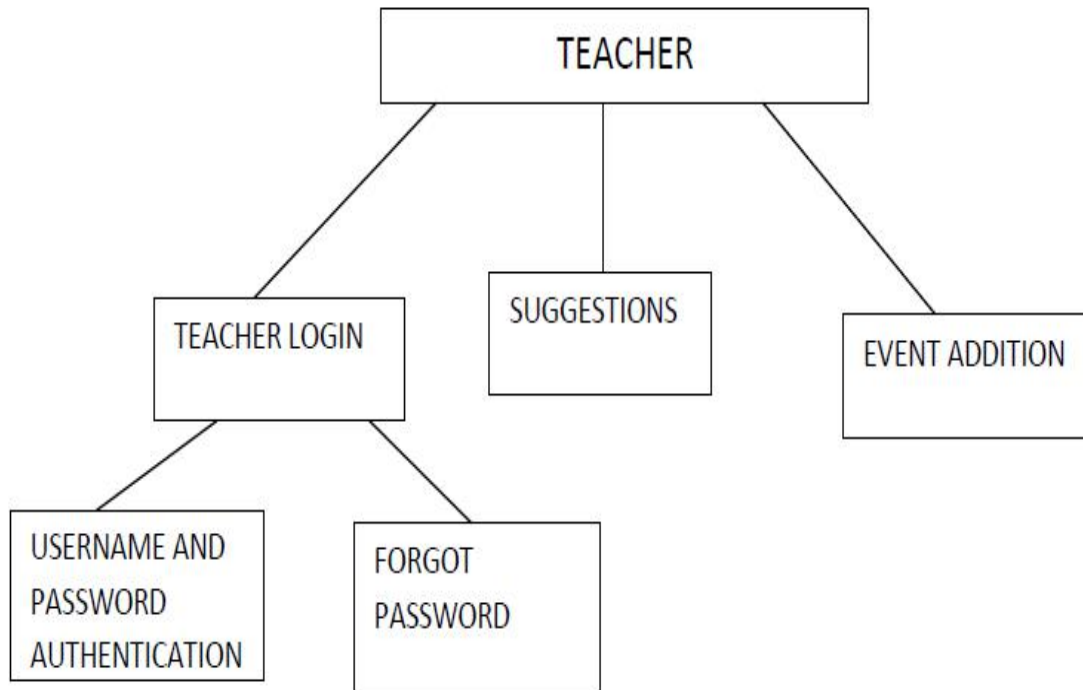 TEACHER
TEACHER LOGIN
SUGGESTIONS
EVENT ADDITION
USERNAME AND
PASSWORD
AUTHENTICATION
FORGOT
PASSWORD